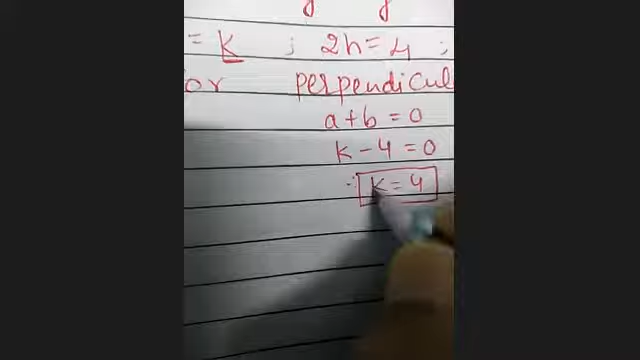 = k ; 2h = 4 ;
or perpendicul
a + b = 0
k - 4 = 0
∴ k = 4